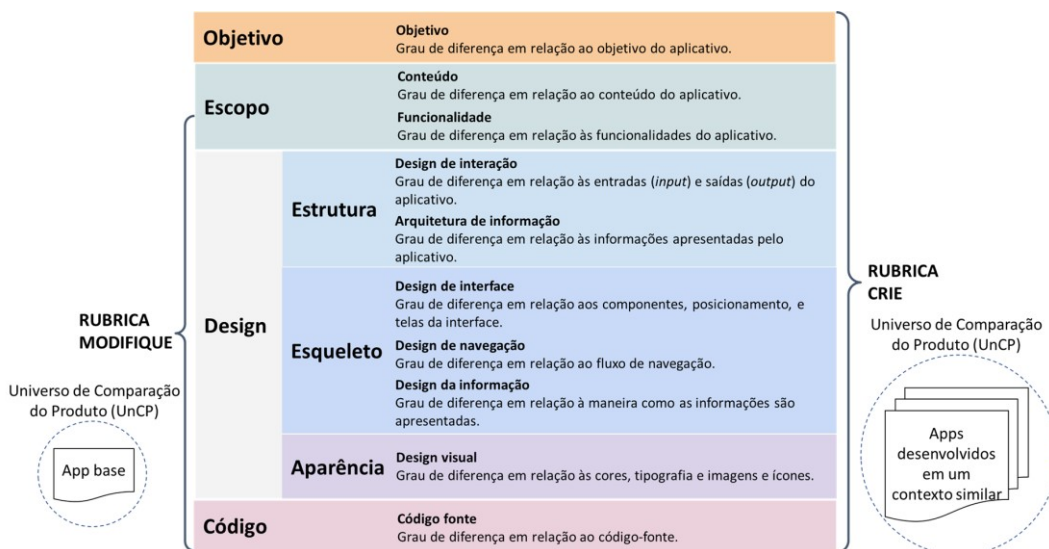 Objetivo
Objetivo
Grau de diferença em relação ao objetivo do aplicativo.
Escopo
Conteúdo
Grau de diferença em relação ao conteúdo do aplicativo.
Funcionalidade
Grau de diferença em relação às funcionalidades do aplicativo.
Design
Estrutura
Design de interação
Grau de diferença em relação às entradas (input) e saídas (output) do
aplicativo.
Arquitetura de informação
Grau de diferença em relação às informações apresentadas pelo
aplicativo.
Esqueleto
Design de interface
Grau de diferença em relação aos componentes, posicionamento, e
telas da interface.
Design de navegação
Grau de diferença em relação ao fluxo de navegação.
Design da informação
Grau de diferença em relação à maneira como as informações são
apresentadas.
Aparência
Design visual
Grau de diferença em relação às cores, tipografia e imagens e ícones.
Código
Código fonte
Grau de diferença em relação ao código-fonte.
RUBRICA
MODIFIQUE
Universo de Comparação
do Produto (UnCP)
App base
RUBRICA
CRIE
Universo de Comparação
do Produto (UnCP)
Apps
desenvolvidos
em um
contexto similar